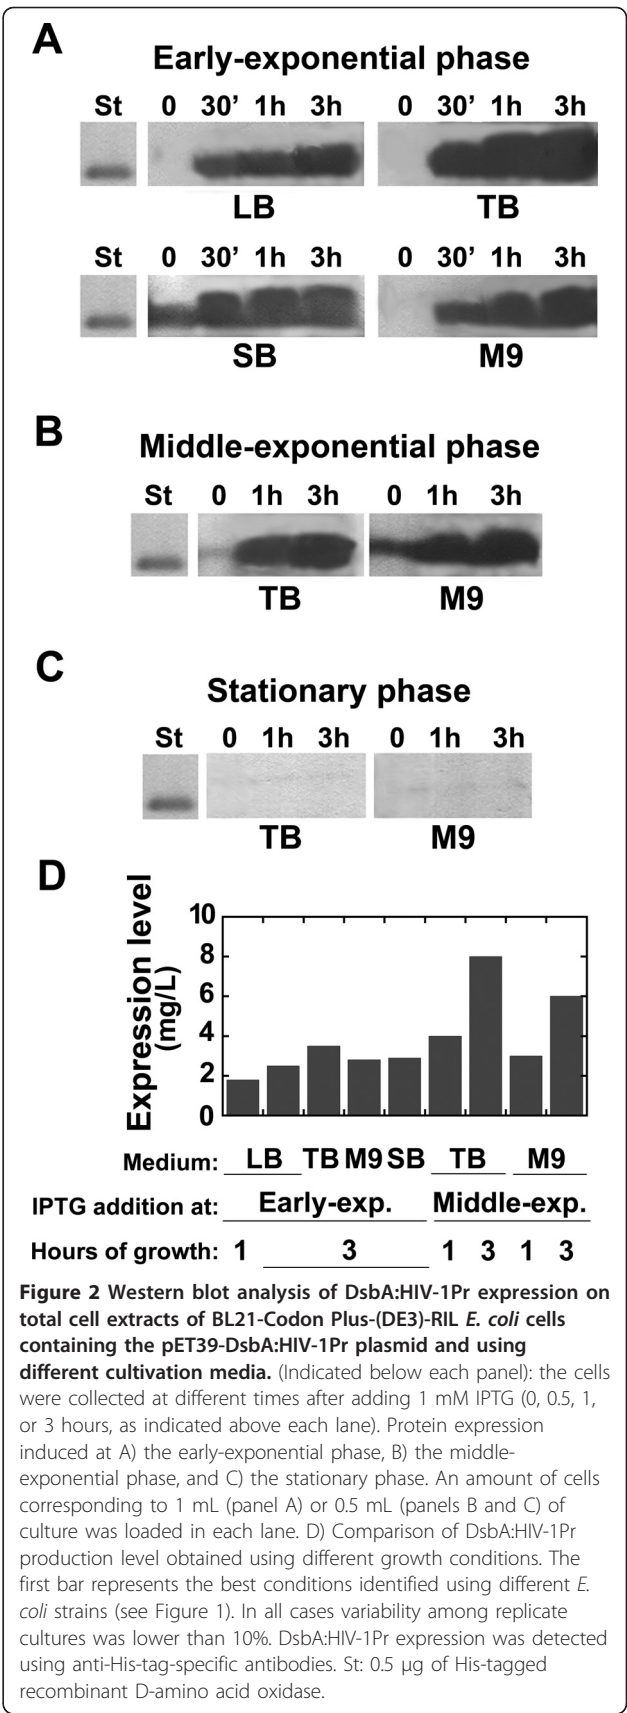 A
Early-exponential phase
St 0 30’ 1h 3h 0 30’ 1h 3h
LB TB
St 0 30’ 1h 3h 0 30’ 1h 3h
SB M9
B
Middle-exponential phase
St 0 1h 3h 0 1h 3h
TB M9
C
Stationary phase
St 0 1h 3h 0 1h 3h
TB M9
D
Expression level
(mg/L)
10
8
6
4
2
0
Medium: LB TB M9 SB TB M9
IPTG addition at: Early-exp. Middle-exp.
Hours of growth: 1 3 1 3 1 3
Figure 2 Western blot analysis of DsbA:HIV-1Pr expression on
total cell extracts of BL21-Codon Plus-(DE3)-RIL E. coli cells
containing the pET39-DsbA:HIV-1Pr plasmid and using
different cultivation media. (Indicated below each panel): the cells
were collected at different times after adding 1 mM IPTG (0, 0.5, 1,
or 3 hours, as indicated above each lane). Protein expression
induced at A) the early-exponential phase, B) the middle-
exponential phase, and C) the stationary phase. An amount of cells
corresponding to 1 mL (panel A) or 0.5 mL (panels B and C) of
culture was loaded in each lane. D) Comparison of DsbA:HIV-1Pr
production level obtained using different growth conditions. The
first bar represents the best conditions identified using different E.
coli strains (see Figure 1). In all cases variability among replicate
cultures was lower than 10%. DsbA:HIV-1Pr expression was detected
using anti-His-tag-specific antibodies. St: 0.5 μg of His-tagged
recombinant D-amino acid oxidase.